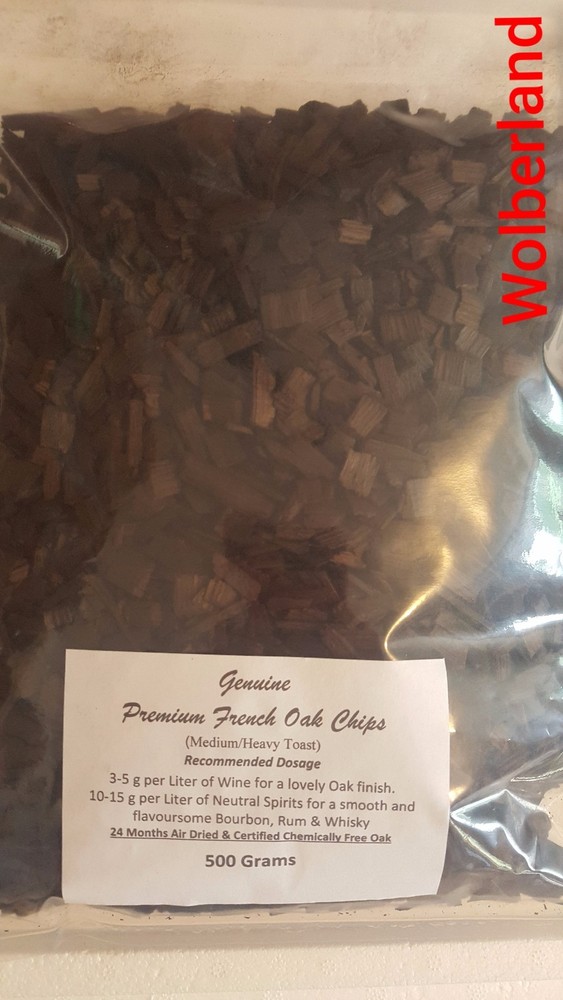 Wolberland
Genuine
Premium French Oak Chips
(Medium/Heavy Toast)
Recommended Dosage
3-5 g per Liter of Wine for a lovely Oak finish.
10-15 g per Liter of Neutral Spirits for a smooth and
flavoursome Bourbon, Rum & Whisky
24 Months Air Dried & Certified Chemically Free Oak
500 Grams